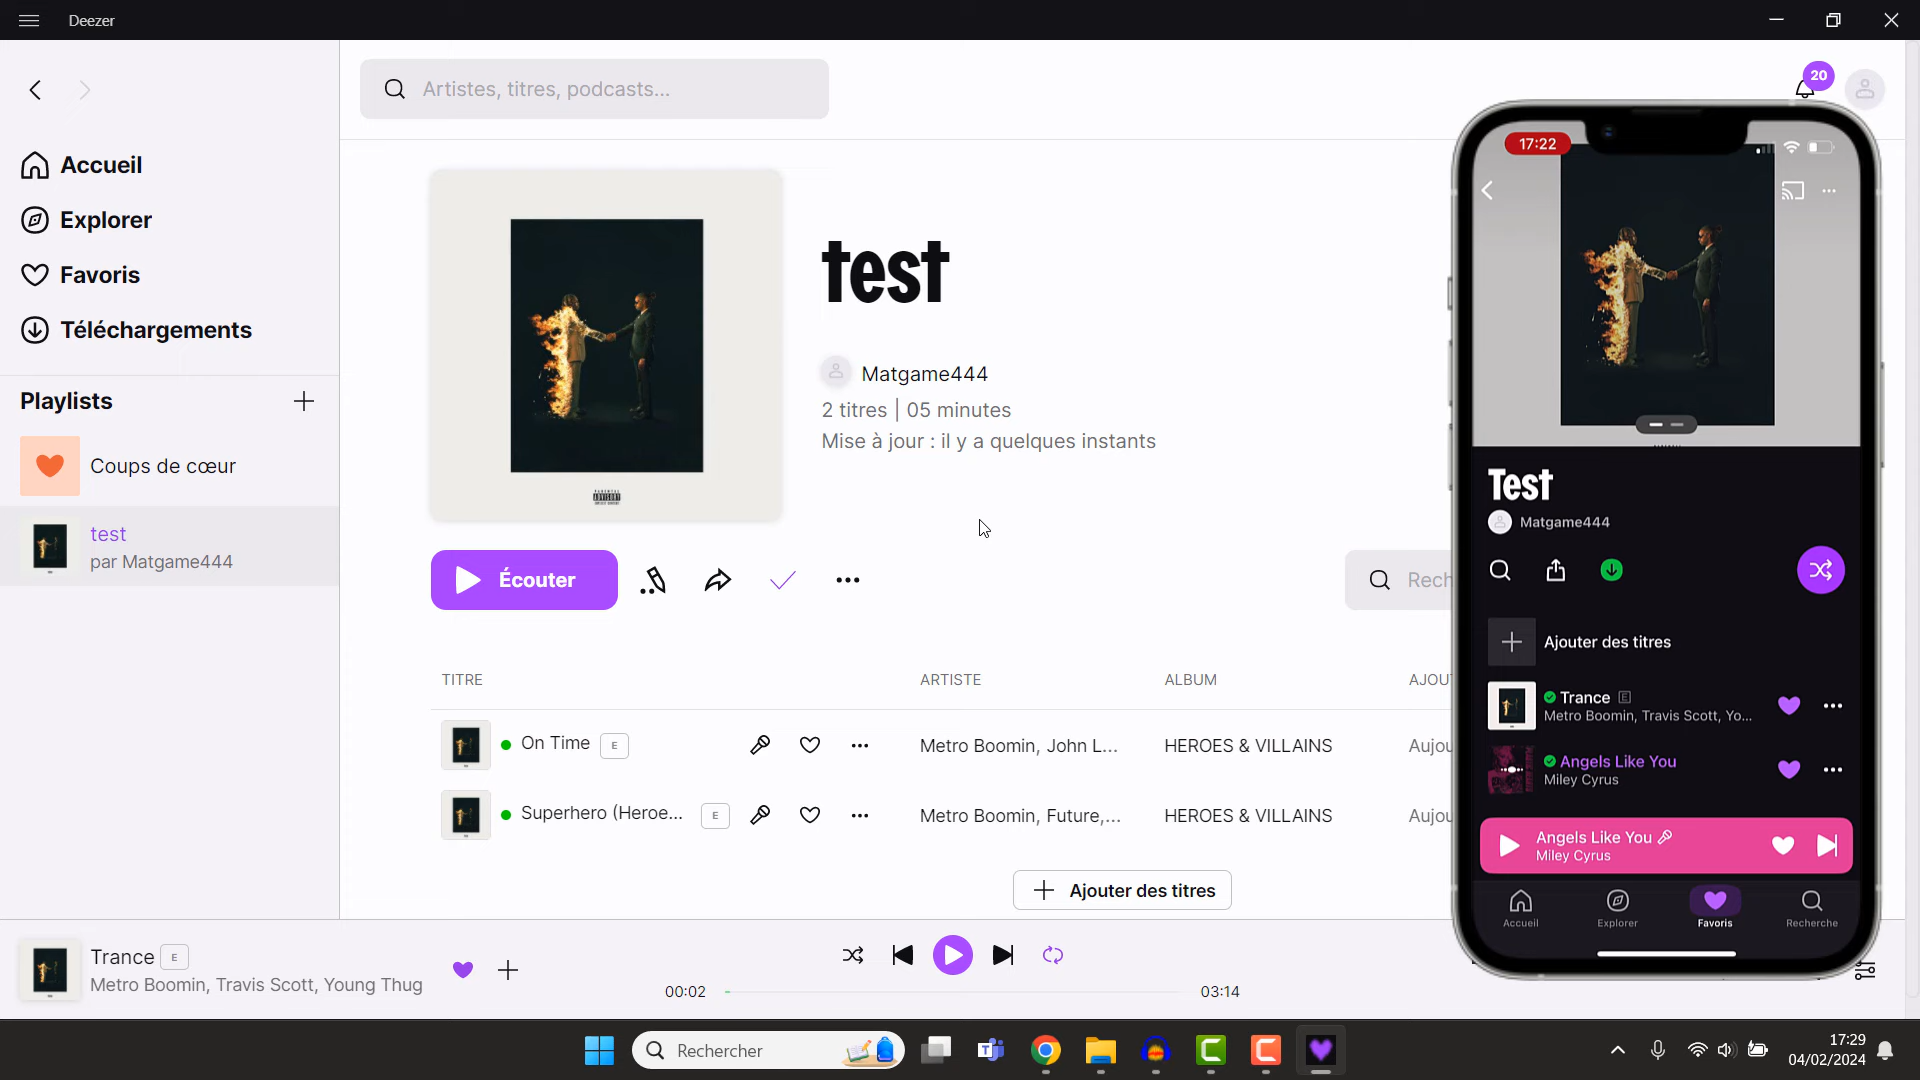 Deezer
Artistes, titres, podcasts...
20
Accueil
Explorer
Favoris
Téléchargements
Playlists
Coups de cœur
test
par Matgame444
test
Matgame444
2 titres | 05 minutes
Mise à jour : il y a quelques instants
PARENTAL
ADVISORY
Écouter
Rech
TITRE
ARTISTE
ALBUM
AJOU
On Time E
Metro Boomin, John L...
HEROES & VILLAINS
Aujou
Superhero (Heroe... E
Metro Boomin, Future,...
HEROES & VILLAINS
Aujou
Ajouter des titres
17:22
Test
Matgame444
Ajouter des titres
Trance E
Metro Boomin, Travis Scott, Yo...
Angels Like You
Miley Cyrus
Angels Like You
Miley Cyrus
Accueil
Explorer
Favoris
Recherche
Trance E
Metro Boomin, Travis Scott, Young Thug
00:02
03:14
Rechercher
17:29
04/02/2024